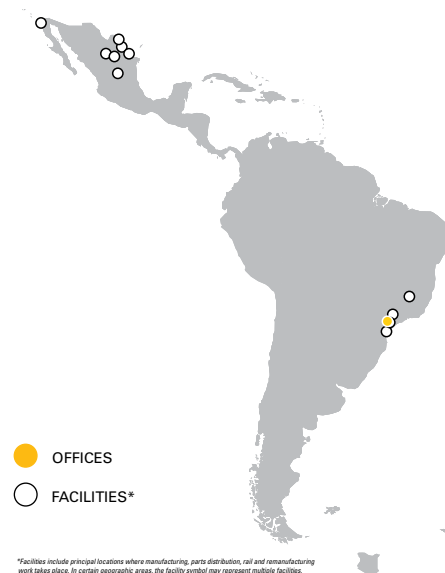 OFFICES
FACILITIES*
*Facilities include principal locations where manufacturing, parts distribution, rail and remanufacturing
work takes place. In certain geographic areas, the facility symbol may represent multiple facilities.